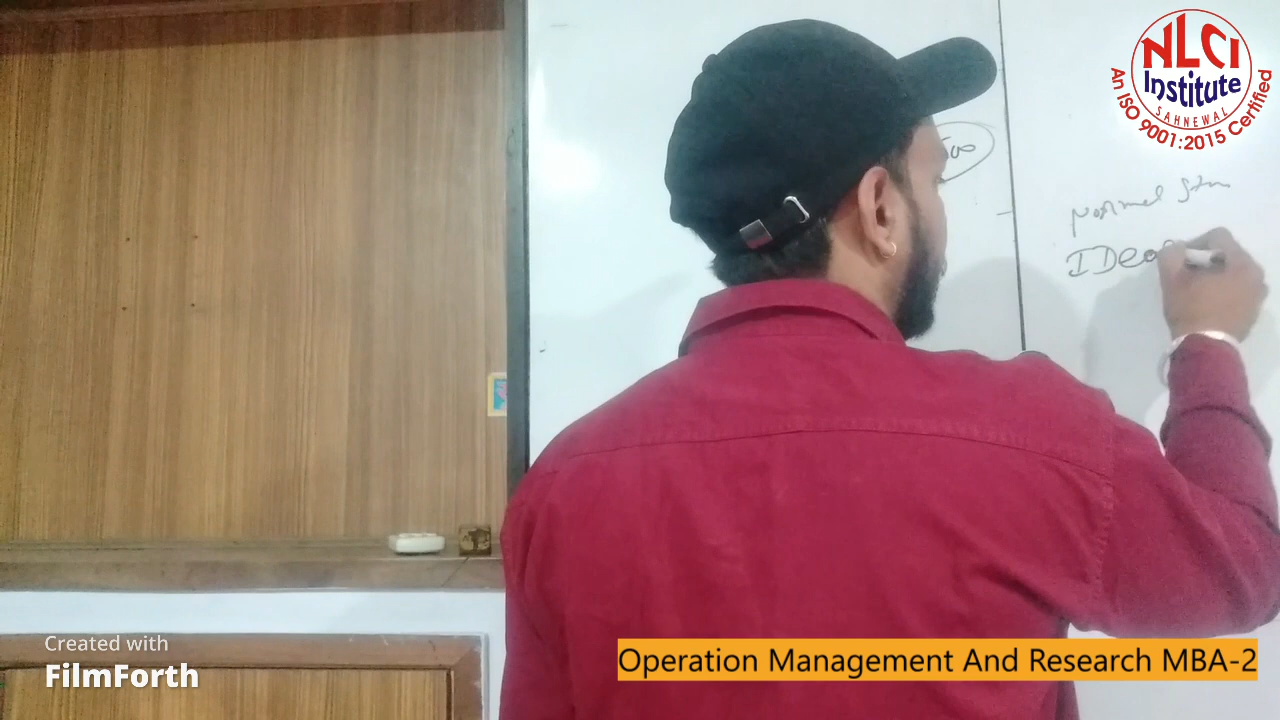 NLCI
Institute
SAHNEWAL
An ISO 9001:2015 Certified
Created with
FilmForth
Operation Management And Research MBA-2